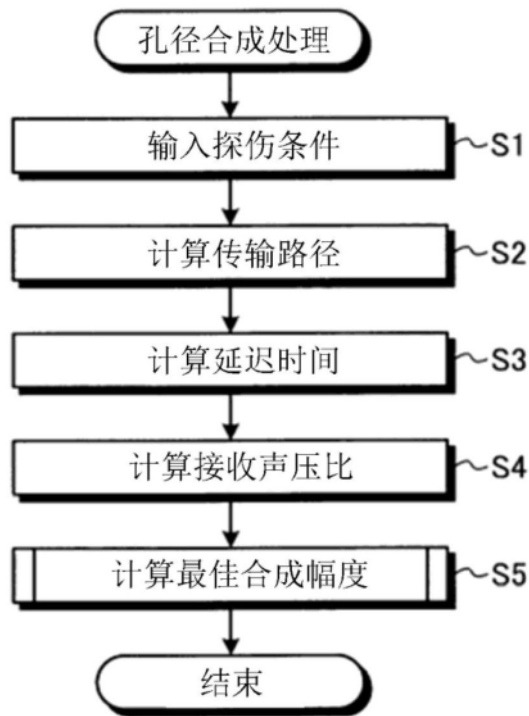 孔径合成处理
输入探伤条件
S1
计算传输路径
S2
计算延迟时间
S3
计算接收声压比
S4
计算最佳合成幅度
S5
结束